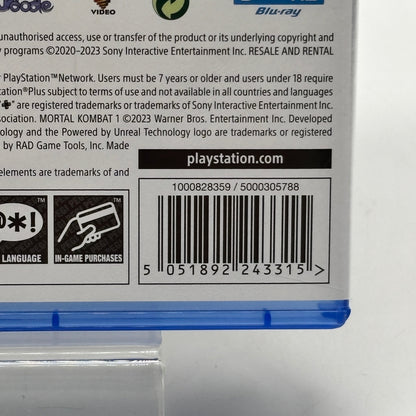 oodle
VIDEO
Blu-ray
unauthorised access, use or transfer of the product or its underlying copyright and
programs ©2020–2023 Sony Interactive Entertainment Inc. RESALE AND RENTAL
PlayStation™Network. Users must be 7 years or older and users under 18 require
Station®Plus subject to terms of use and not available in all countries and languages
are registered trademarks or trademarks of Sony Interactive Entertainment Inc.
ociation. MORTAL KOMBAT 1 ©2023 Warner Bros. Entertainment Inc. Developed
ology and the Powered by Unreal Technology logo are trademarks or registered
by RAD Game Tools, Inc. Made
playstation.com
elements are trademarks of and
1000828359 / 5000305788
@*!
LANGUAGE
IN-GAME PURCHASES
5 051892 243315 >